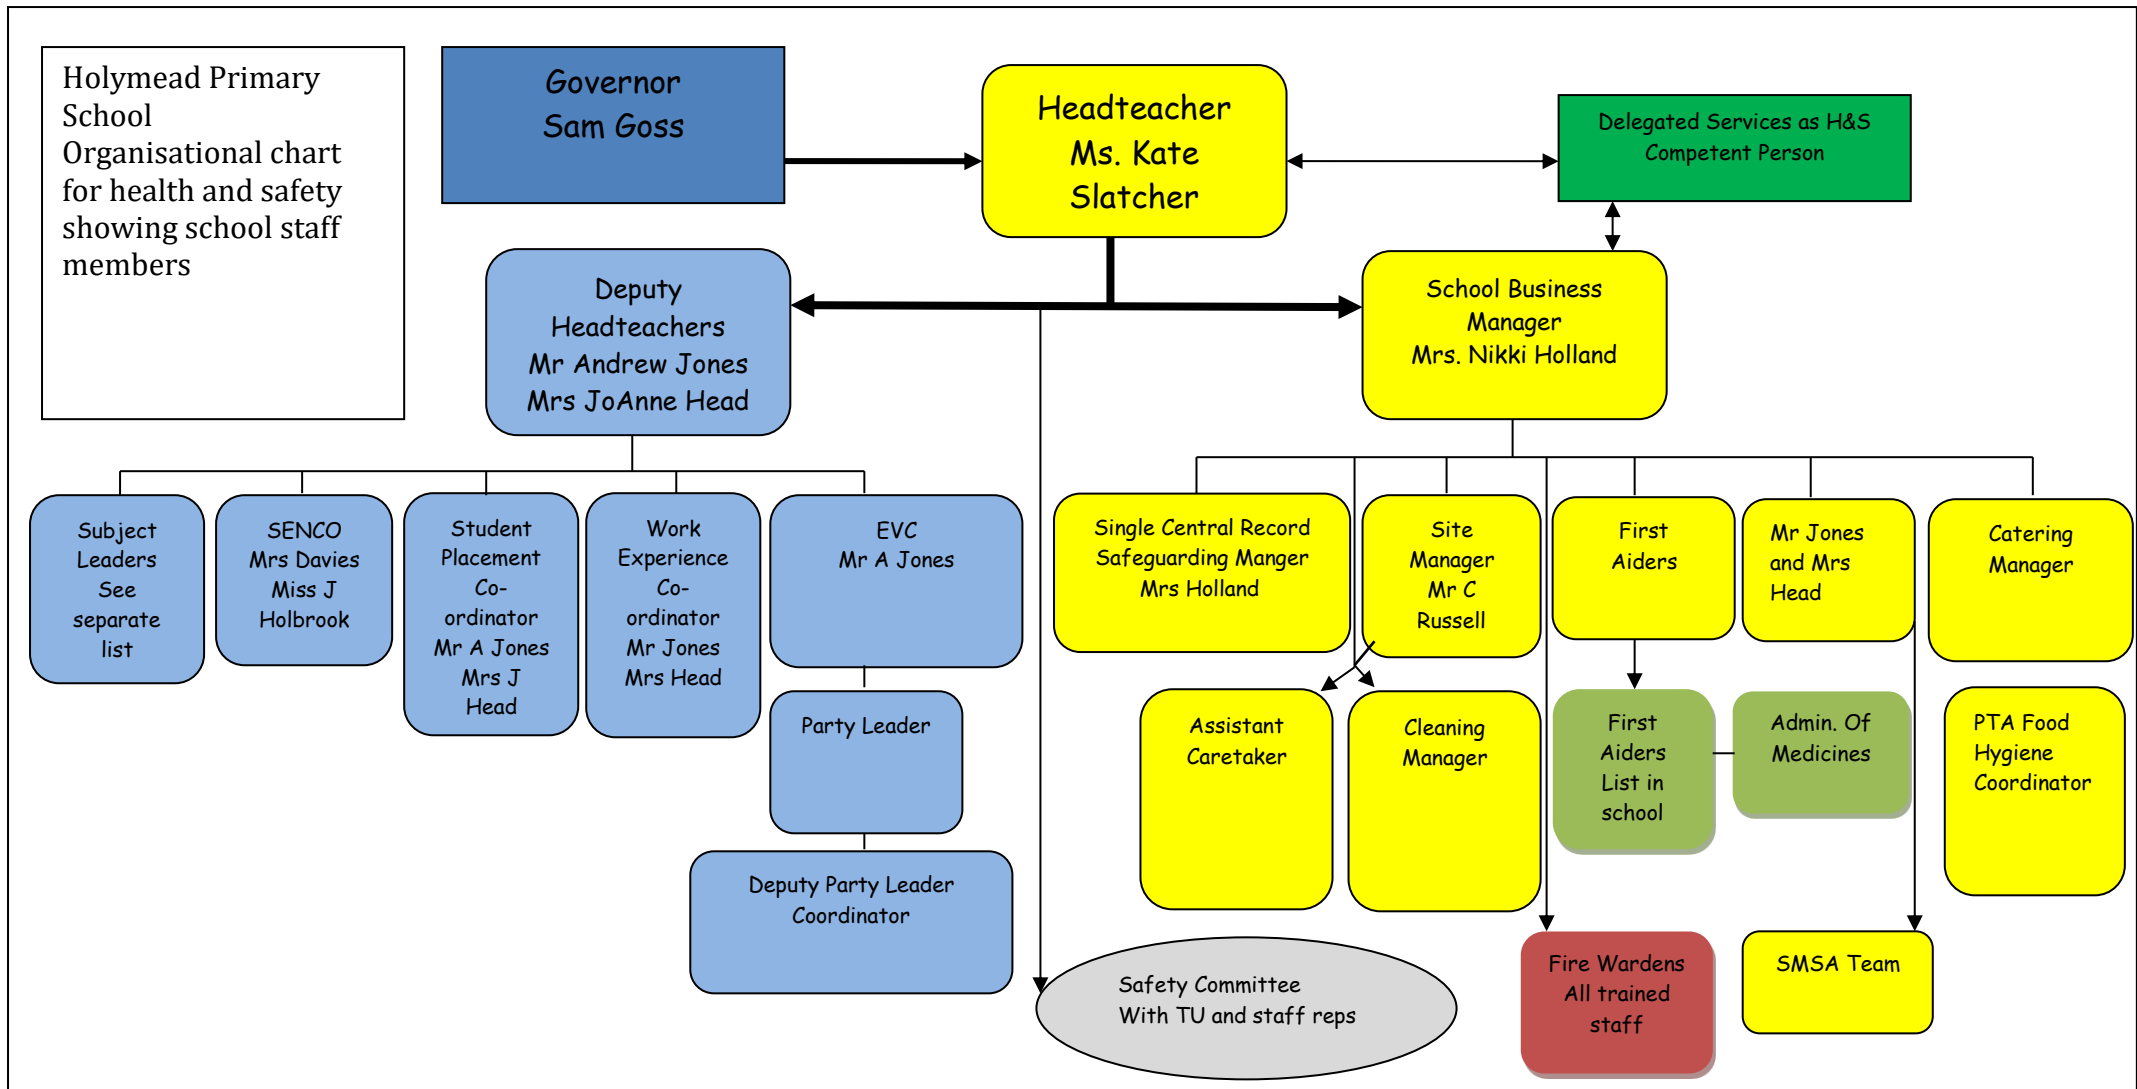 Holymead Primary
School
Organisational chart
for health and safety
showing school staff
members
Governor
Sam Goss
Headteacher
Ms. Kate
Slatcher
Delegated Services as H&S
Competent Person
Deputy
Headteachers
Mr Andrew Jones
Mrs JoAnne Head
School Business
Manager
Mrs. Nikki Holland
Subject
Leaders
See
separate
list
SENCO
Mrs Davies
Miss J
Holbrook
Student
Placement
Co-
ordinator
Mr A Jones
Mrs J
Head
Work
Experience
Co-
ordinator
Mr Jones
Mrs Head
EVC
Mr A Jones
Single Central Record
Safeguarding Manger
Mrs Holland
Site
Manager
Mr C
Russell
First
Aiders
Mr Jones
and Mrs
Head
Catering
Manager
Party Leader
Assistant
Caretaker
Cleaning
Manager
First
Aiders
List in
school
Admin. Of
Medicines
PTA Food
Hygiene
Coordinator
Deputy Party Leader
Coordinator
Safety Committee
With TU and staff reps
Fire Wardens
All trained
staff
SMSA Team